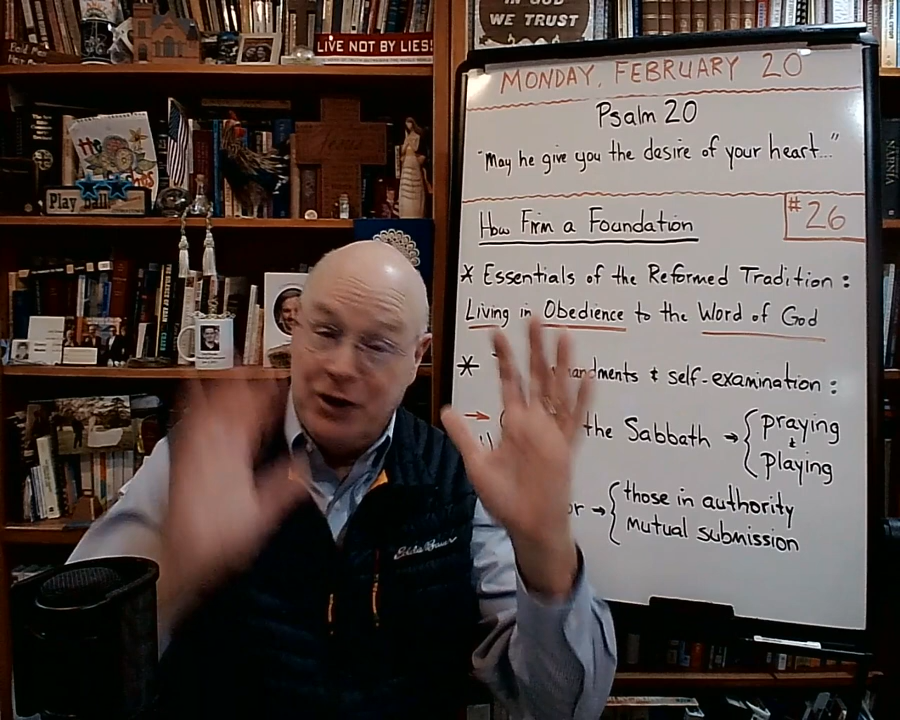 WE TRUST
LIVE NOT BY LIES!
Play Ball
MONDAY, FEBRUARY 20
Psalm 20
"May he give you the desire of your heart..."
How Firm a Foundation
#26
* Essentials of the Reformed Tradition:
Living in Obedience to the Word of God
* & self-examination:
the Sabbath → { praying
&
playing
→ { those in authority
mutual submission
Eddie Bauer